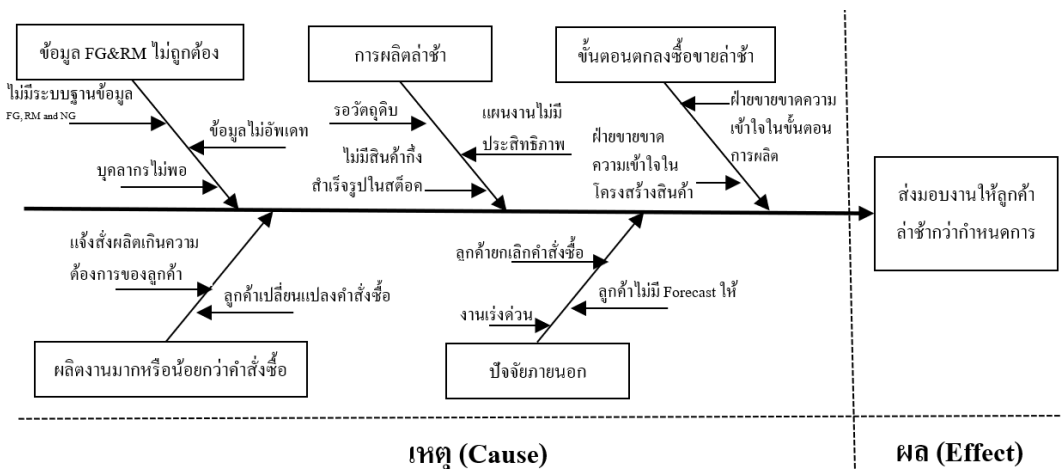 ข้อมูล FG&RM ไม่ถูกต้อง
ไม่มีระบบฐานข้อมูล
FG, RM and NG
ข้อมูลไม่อัพเดท
บุคลากรไม่พอ
การผลิตล่าช้า
รอวัตถุดิบ
แผนงานไม่มี
ประสิทธิภาพ
ไม่มีสินค้ากึ่ง
สำเร็จรูปในสต็อค
ขั้นตอนตกลงซื้อขายล่าช้า
ฝ่ายขายขาดความ
เข้าใจในขั้นตอน
การผลิต
ฝ่ายขายขาด
ความเข้าใจใน
โครงสร้างสินค้า
ส่งมอบงานให้ลูกค้า
ล่าช้ากว่ากำหนดการ
แจ้งสั่งผลิตเกินความ
ต้องการของลูกค้า
ลูกค้าเปลี่ยนแปลงคำสั่งซื้อ
ผลิตงานมากหรือน้อยกว่าคำสั่งซื้อ
ลูกค้ายกเลิกคำสั่งซื้อ
ลูกค้าไม่มี Forecast ให้
งานเร่งด่วน
ปัจจัยภายนอก
เหตุ (Cause)
ผล (Effect)